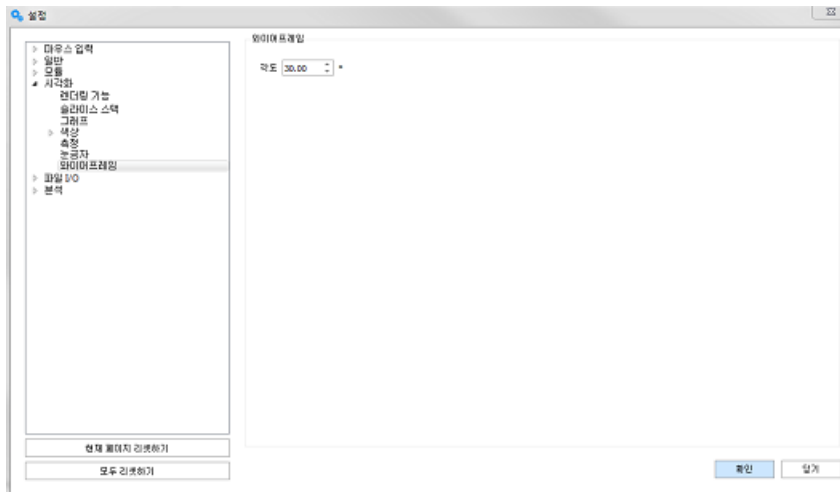 설정
마우스 입력
일반
모듈
시각화
렌더링 기능
슬라이스 스택
그래프
색상
측정
눈금자
와이어프레임
파일 I/O
분석
현재 페이지 리셋하기
모두 리셋하기
와이어프레임
각도 30.00 °
확인
닫기